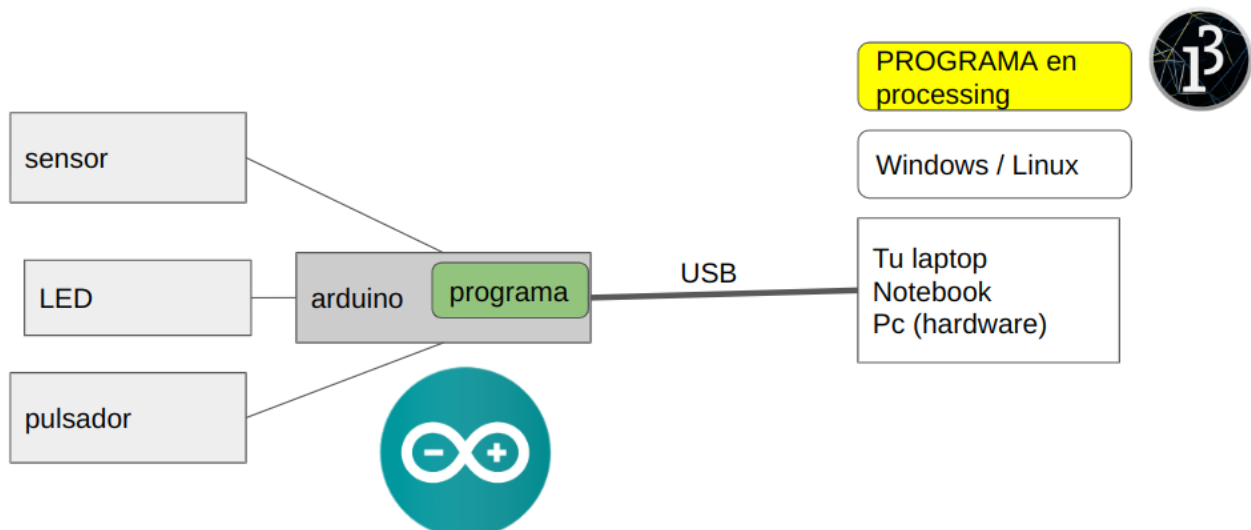 PROGRAMA en
processing
sensor
Windows / Linux
LED
arduino
programa
USB
Tu laptop
Notebook
Pc (hardware)
pulsador